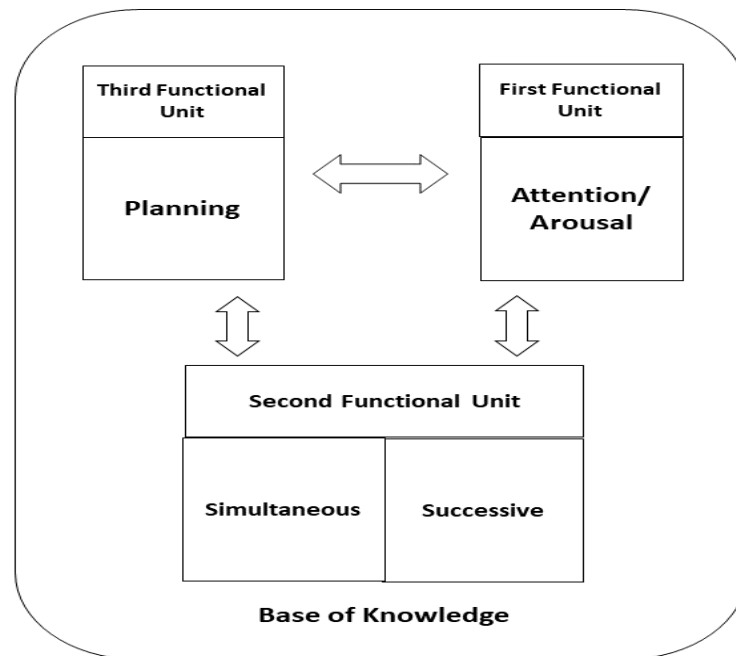 Third Functional
Unit
Planning
First Functional
Unit
Attention/
Arousal
Second Functional Unit
Simultaneous
Successive
Base of Knowledge